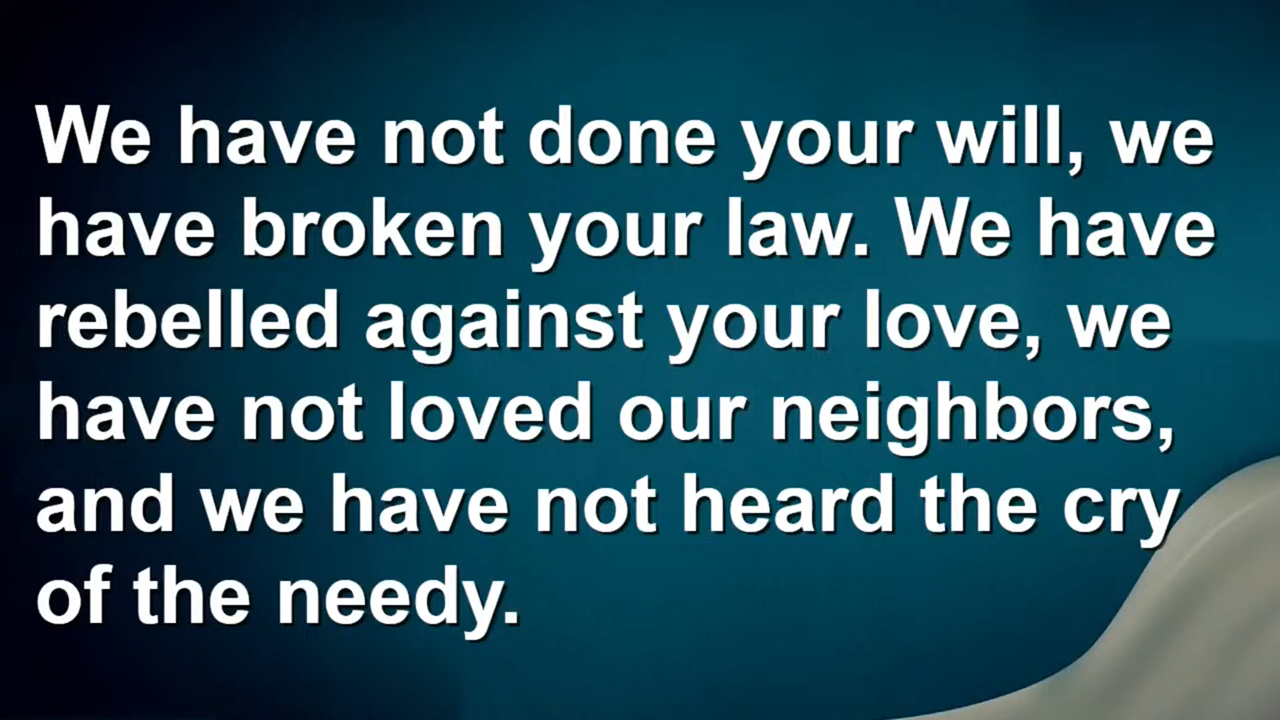 We have not done your will, we
have broken your law. We have
rebelled against your love, we
have not loved our neighbors,
and we have not heard the cry
of the needy.